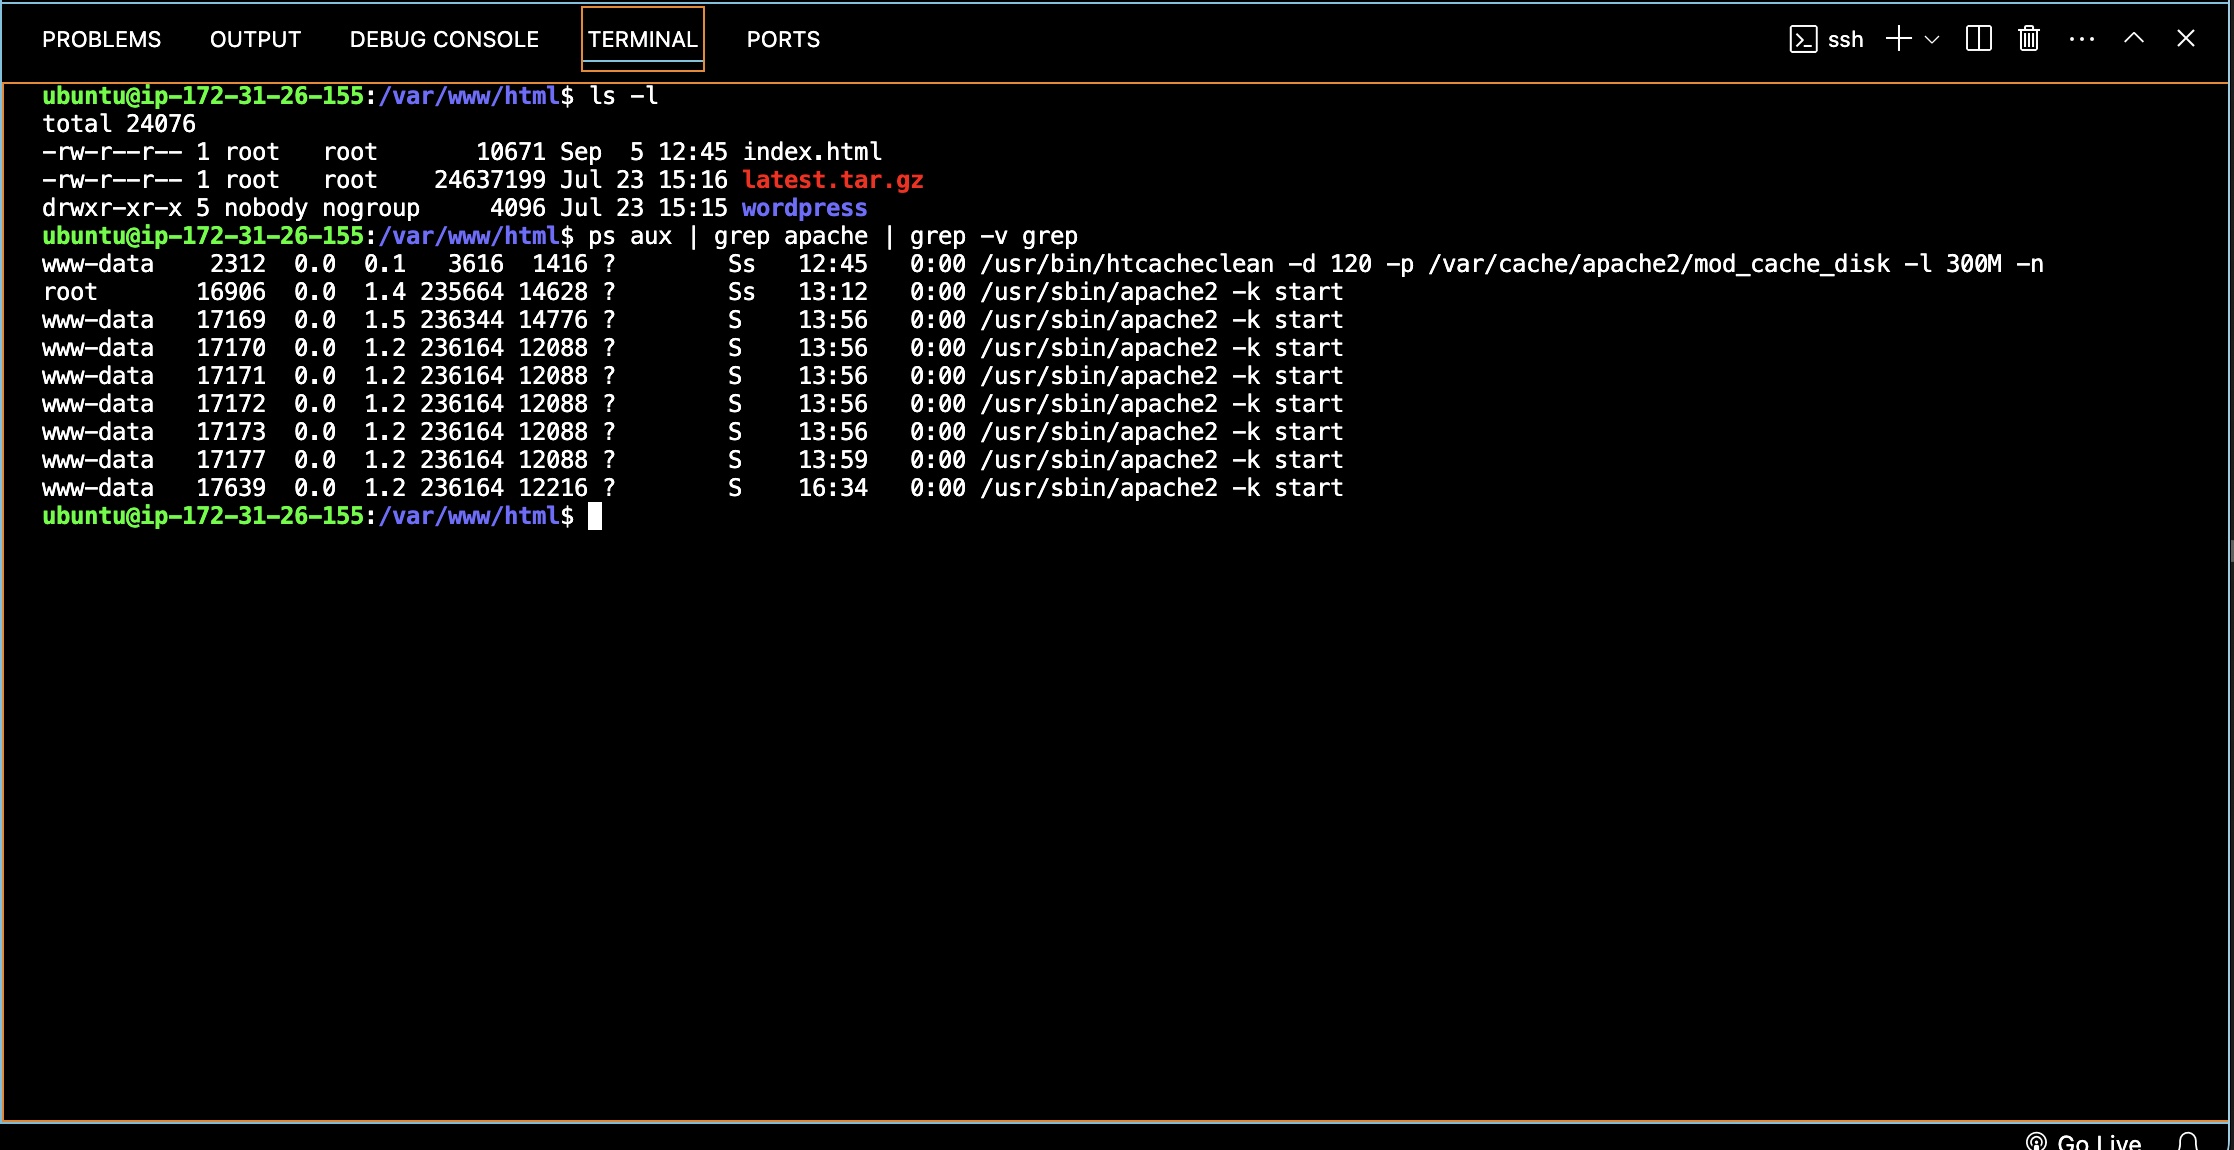 PROBLEMS OUTPUT DEBUG CONSOLE TERMINAL PORTS ssh
ubuntu@ip-172-31-26-155:/var/www/html$ ls -l
total 24076
-rw-r--r-- 1 root   root       10671 Sep  5 12:45 index.html
-rw-r--r-- 1 root   root    24637199 Jul 23 15:16 latest.tar.gz
drwxr-xr-x 5 nobody nogroup     4096 Jul 23 15:15 wordpress
ubuntu@ip-172-31-26-155:/var/www/html$ ps aux | grep apache | grep -v grep
www-data    2312  0.0  0.1   3616  1416 ?        Ss   12:45   0:00 /usr/bin/htcacheclean -d 120 -p /var/cache/apache2/mod_cache_disk -l 300M -n
root       16906  0.0  1.4 235664 14628 ?        Ss   13:12   0:00 /usr/sbin/apache2 -k start
www-data   17169  0.0  1.5 236344 14776 ?        S    13:56   0:00 /usr/sbin/apache2 -k start
www-data   17170  0.0  1.2 236164 12088 ?        S    13:56   0:00 /usr/sbin/apache2 -k start
www-data   17171  0.0  1.2 236164 12088 ?        S    13:56   0:00 /usr/sbin/apache2 -k start
www-data   17172  0.0  1.2 236164 12088 ?        S    13:56   0:00 /usr/sbin/apache2 -k start
www-data   17173  0.0  1.2 236164 12088 ?        S    13:56   0:00 /usr/sbin/apache2 -k start
www-data   17177  0.0  1.2 236164 12088 ?        S    13:59   0:00 /usr/sbin/apache2 -k start
www-data   17639  0.0  1.2 236164 12216 ?        S    16:34   0:00 /usr/sbin/apache2 -k start
ubuntu@ip-172-31-26-155:/var/www/html$
Go Live